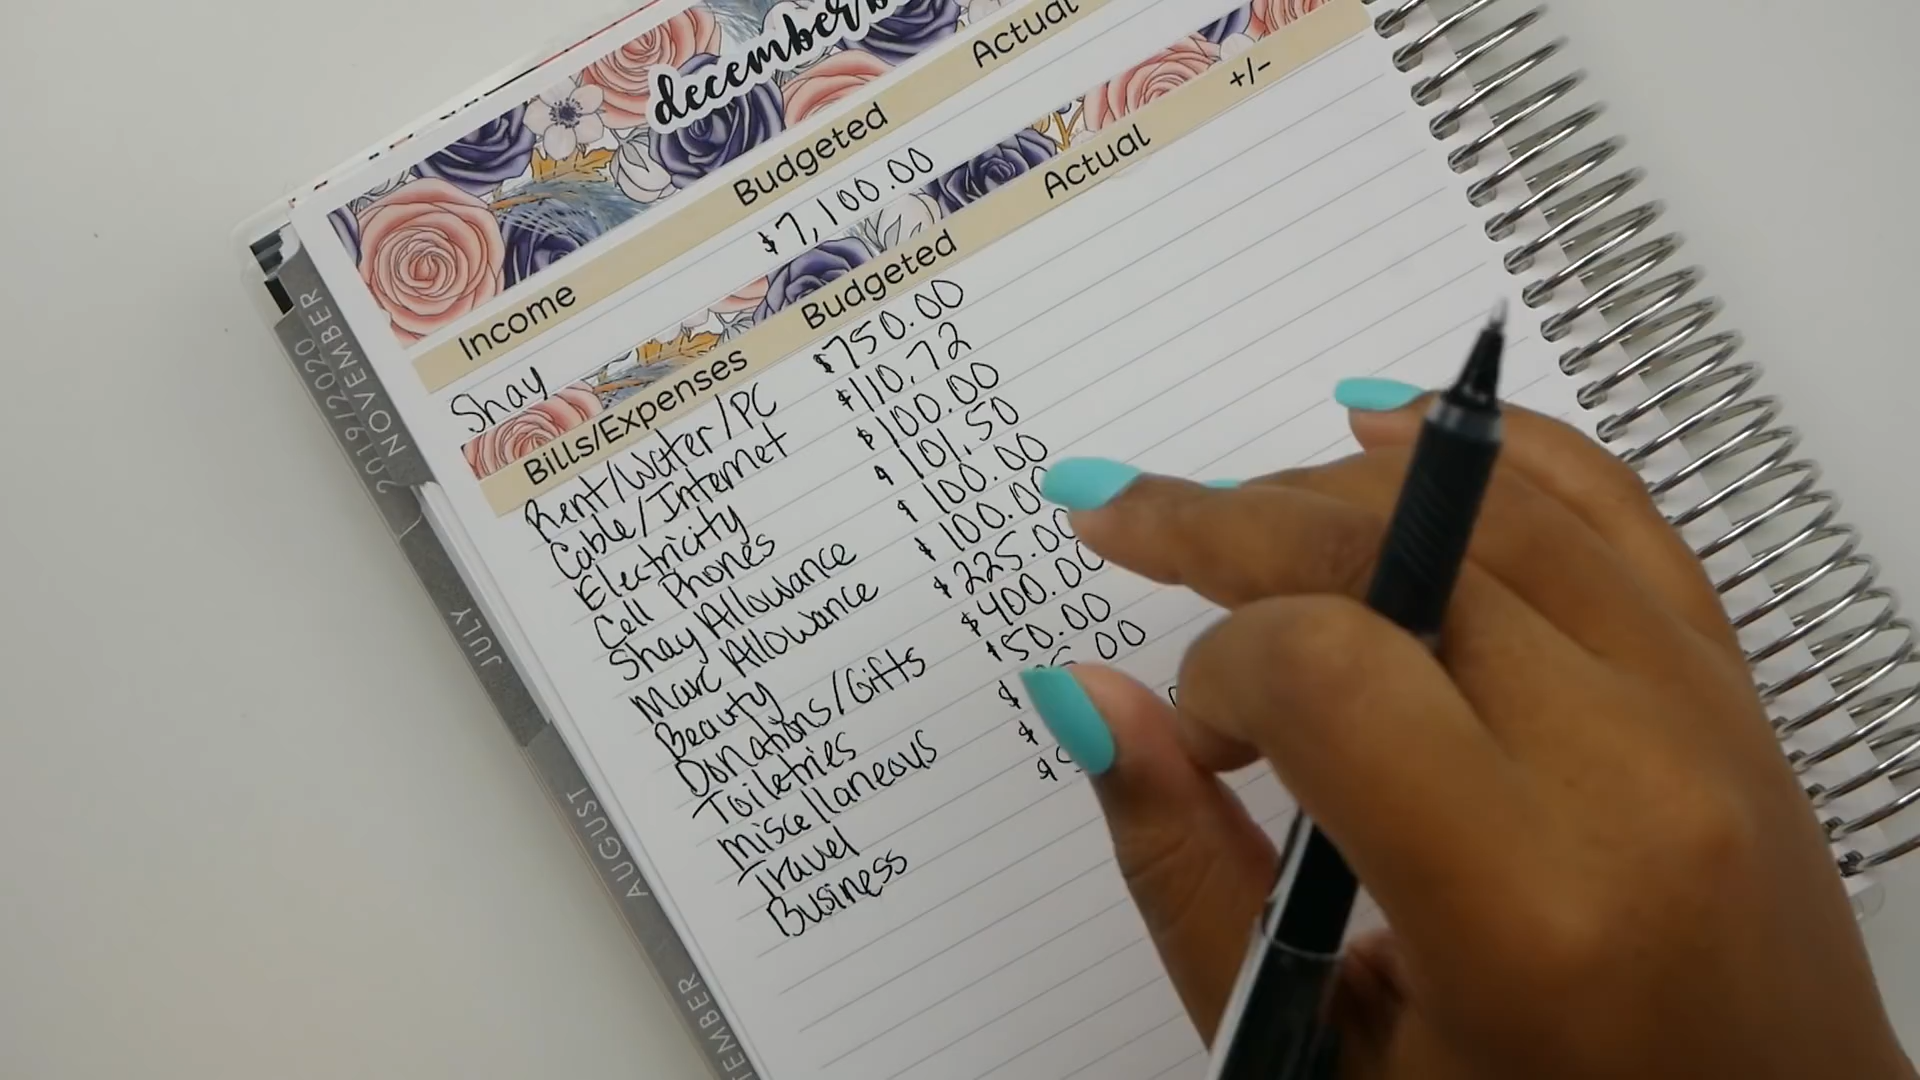 december
Income Budgeted Actual
Shay $7,100.00
Bills/Expenses Budgeted Actual +/-
Rent/Water/PC $750.00
Cable/Internet $110.72
Electricity $100.00
Cell Phones $101.50
Shay Allowance $100.00
Marc Allowance $100.00
Beauty $225.00
Donations/Gifts $400.00
Toiletries $50.00
Miscellaneous $ .00
Travel $
Business $
2019/2020
NOVEMBER
JULY
AUGUST